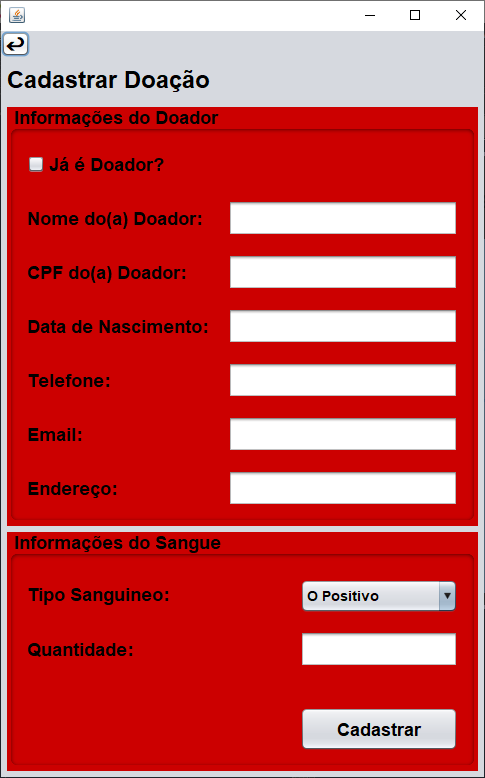 Cadastrar Doação
Informações do Doador
Já é Doador?
Nome do(a) Doador:
CPF do(a) Doador:
Data de Nascimento:
Telefone:
Email:
Endereço:
Informações do Sangue
Tipo Sanguineo:
O Positivo
Quantidade:
Cadastrar